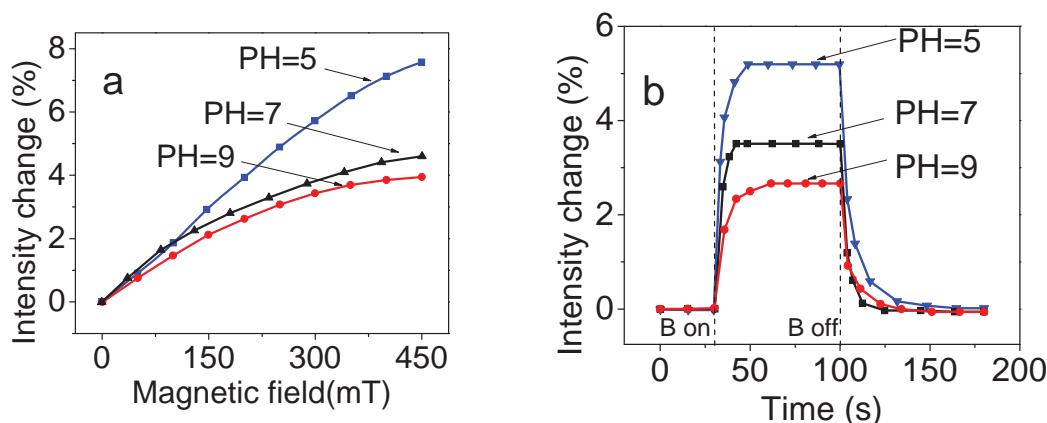 a
PH=5
PH=7
PH=9
Intensity change (%)
8
6
4
2
0
0 150 300 450
Magnetic field(mT)
b
PH=5
PH=7
PH=9
Intensity change (%)
6
4
2
0
B on B off
0 50 100 150 200
Time (s)